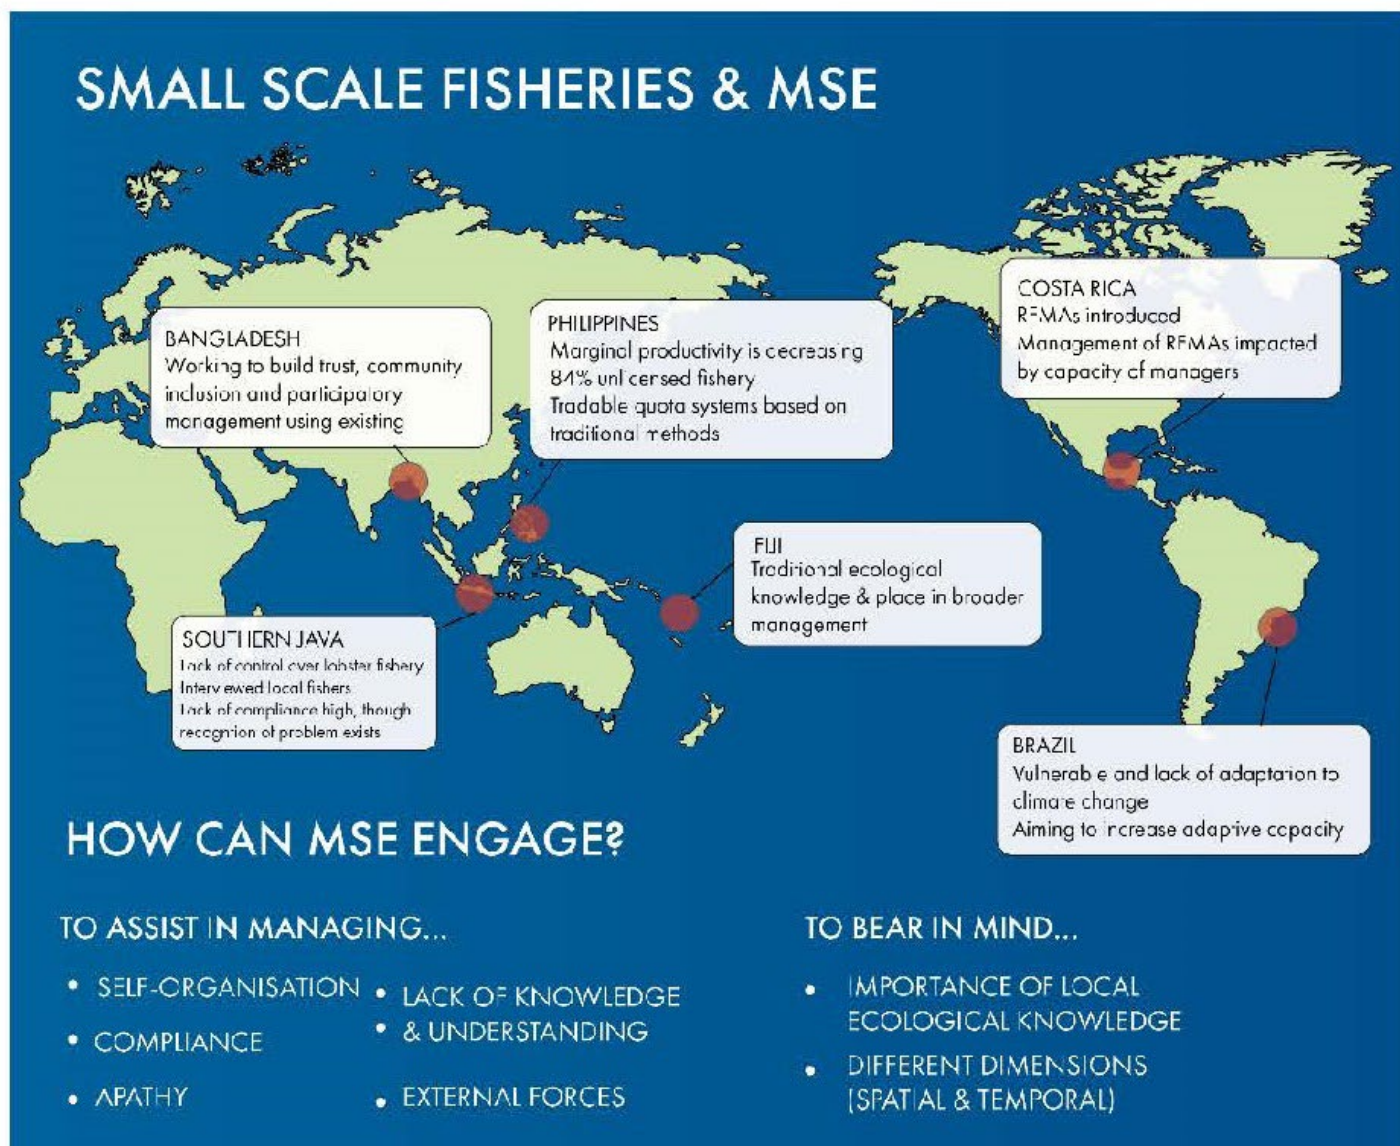 SMALL SCALE FISHERIES & MSE
BANGLADESH
Working to build trust, community
inclusion and participatory
management using existing
PHILIPPINES
Marginal productivity is decreasing
84% unlicensed fishery
Tradable quota systems based on
traditional methods
COSTA RICA
RFMAs introduced
Management of RFMAs impacted
by capacity of managers
FIJI
Traditional ecological
knowledge & place in broader
management
SOUTHERN JAVA
Lack of control over lobster fishery
Interviewed local fishers
Lack of compliance high, though
recognition of problem exists
BRAZIL
Vulnerable and lack of adaptation to
climate change
Aiming to increase adaptive capacity
HOW CAN MSE ENGAGE?
TO ASSIST IN MANAGING...
• SELF-ORGANISATION
• COMPLIANCE
• APATHY
• LACK OF KNOWLEDGE
• & UNDERSTANDING
• EXTERNAL FORCES
TO BEAR IN MIND...
• IMPORTANCE OF LOCAL
ECOLOGICAL KNOWLEDGE
• DIFFERENT DIMENSIONS
(SPATIAL & TEMPORAL)